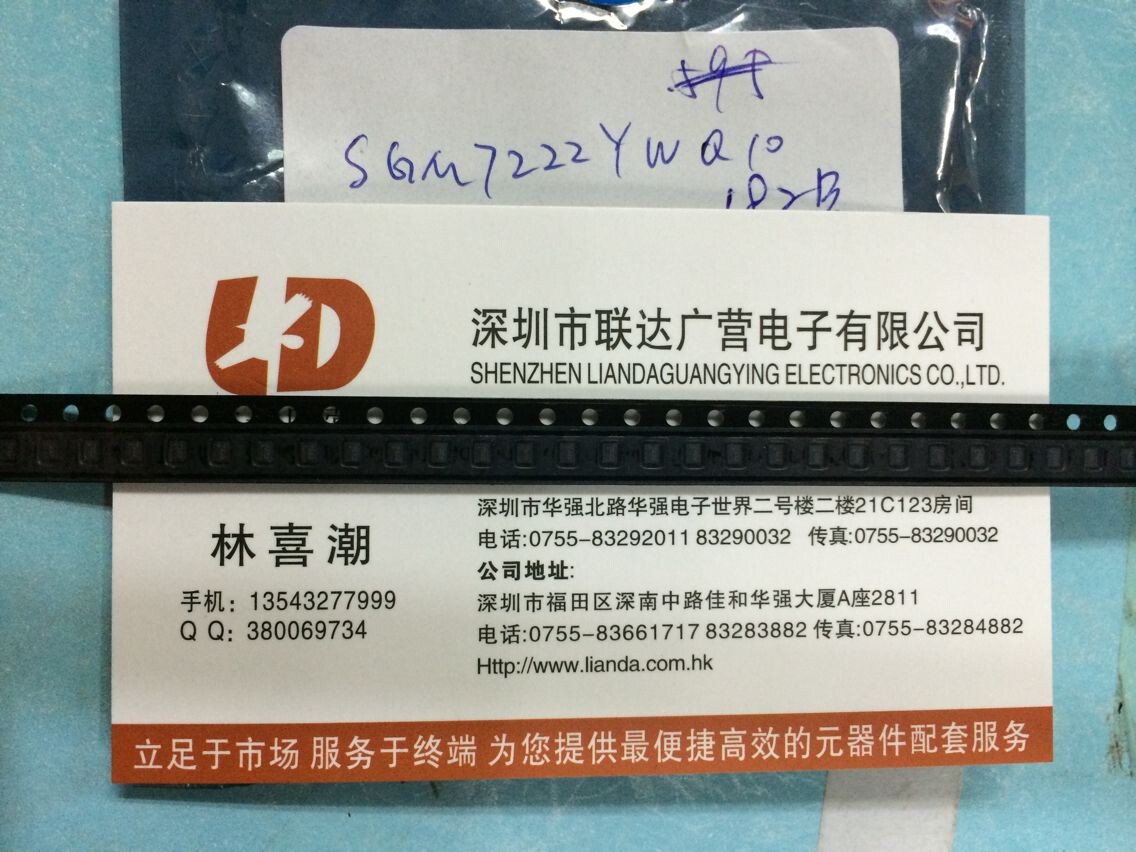 SGM7222YWQ10
LD
深圳市联达广营电子有限公司
SHENZHEN LIANDAGUANGYING ELECTRONICS CO.,LTD.
深圳市华强北路华强电子世界二号楼二楼21C123房间
电话:0755-83292011 83290032 传真:0755-83290032
公司地址:
深圳市福田区深南中路佳和华强大厦A座2811
电话:0755-83661717 83283882 传真:0755-83284882
Http://www.lianda.com.hk
林喜潮
手机: 13543277999
Q Q: 380069734
立足于市场 服务于终端 为您提供最便捷高效的元器件配套服务